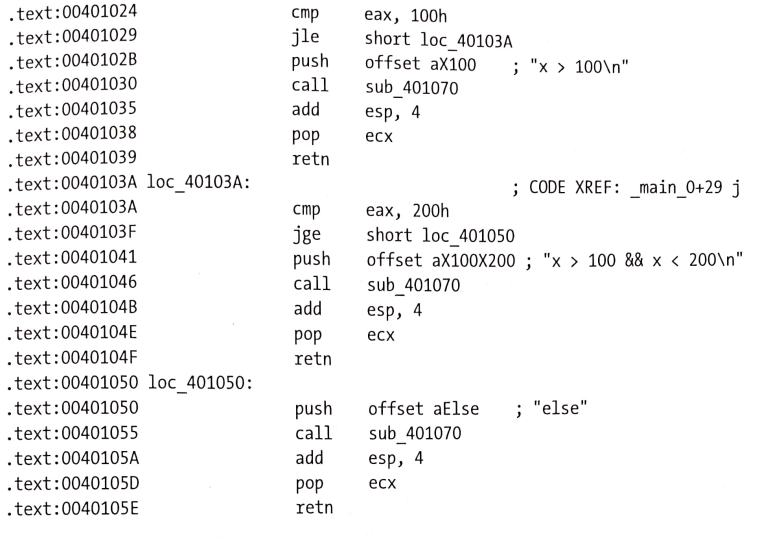 .text:00401024 cmp eax, 100h
.text:00401029 jle short loc_40103A
.text:0040102B push offset aX100 ; "x > 100\n"
.text:00401030 call sub_401070
.text:00401035 add esp, 4
.text:00401038 pop ecx
.text:00401039 retn
.text:0040103A loc_40103A: ; CODE XREF: _main_0+29 j
.text:0040103A cmp eax, 200h
.text:0040103F jge short loc_401050
.text:00401041 push offset aX100X200 ; "x > 100 && x < 200\n"
.text:00401046 call sub_401070
.text:0040104B add esp, 4
.text:0040104E pop ecx
.text:0040104F retn
.text:00401050 loc_401050:
.text:00401050 push offset aElse ; "else"
.text:00401055 call sub_401070
.text:0040105A add esp, 4
.text:0040105D pop ecx
.text:0040105E retn